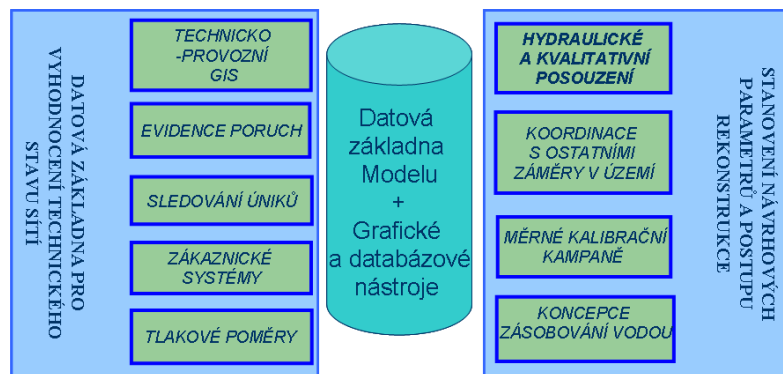 DATOVÁ ZÁKLADNA PRO
VYHODNOCENÍ TECHNICKÉHO
STAVU SÍTÍ
TECHNICKO
-PROVOZNÍ
GIS
EVIDENCE PORUCH
SLEDOVÁNÍ ÚNIKŮ
ZÁKAZNICKÉ
SYSTÉMY
TLAKOVÉ POMĚRY
Datová
základna
Modelu
+
Grafické
a databázové
nástroje
HYDRAULICKÉ
A KVALITATIVNÍ
POSOUZENÍ
KOORDINACE
S OSTATNÍMI
ZÁMĚRY V ÚZEMÍ
MĚRNÉ KALIBRAČNÍ
KAMPANĚ
KONCEPCE
ZÁSOBOVÁNÍ VODOU
STANOVENÍ NÁVRHOVÝCH
PARAMETRŮ A POSTUPU
REKONSTRUKCE